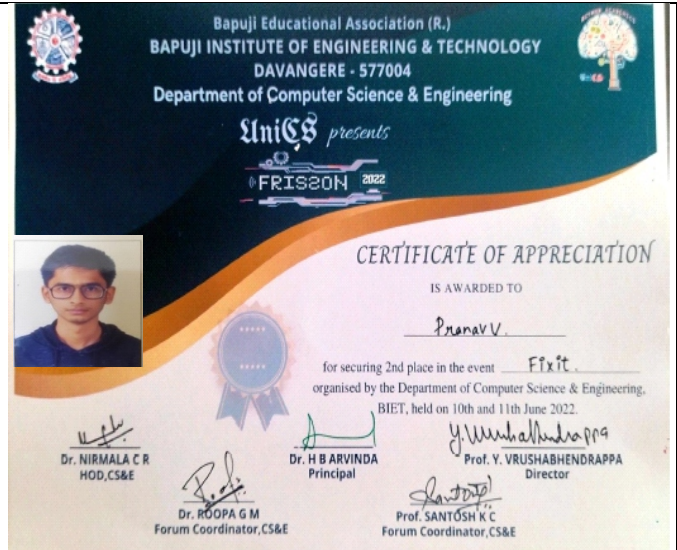 Bapuji Educational Association (R.)
BAPUJI INSTITUTE OF ENGINEERING & TECHNOLOGY
DAVANGERE - 577004
Department of Computer Science & Engineering
UniCS presents
FRISSON 2022
CERTIFICATE OF APPRECIATION
IS AWARDED TO
Pranav V.
for securing 2nd place in the event Fixit.
organised by the Department of Computer Science & Engineering,
BIET, held on 10th and 11th June 2022.
Y. Vrushabhendrappa
Dr. NIRMALA C R
HOD,CS&E
Dr. H B ARVINDA
Principal
Prof. Y. VRUSHABHENDRAPPA
Director
Dr. ROOPA G M
Forum Coordinator,CS&E
Prof. SANTOSH K C
Forum Coordinator,CS&E